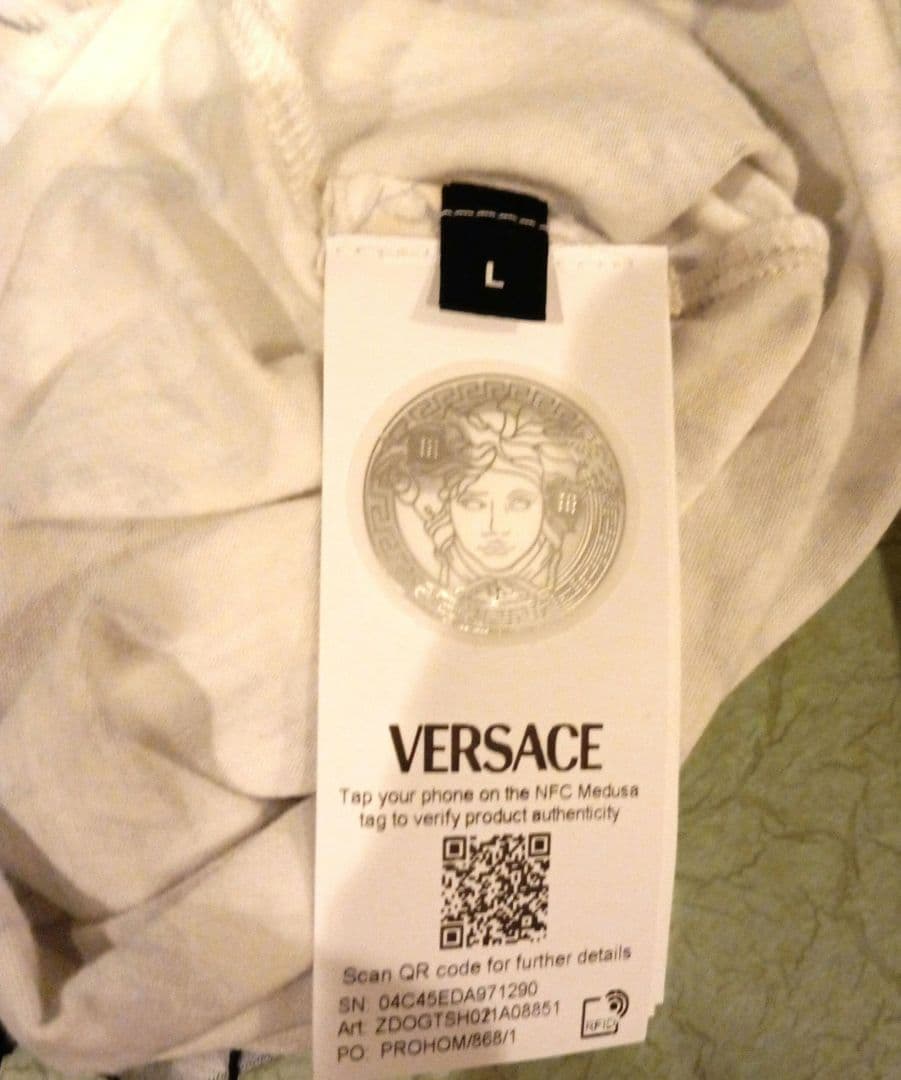 L
VERSACE
Tap your phone on the NFC Medusa
tag to verify product authenticity
Scan QR code for further details
SN: 04C45EDA971290
Art: ZDOGTSH021A08851
PO: PROHOM/868/1
RFID